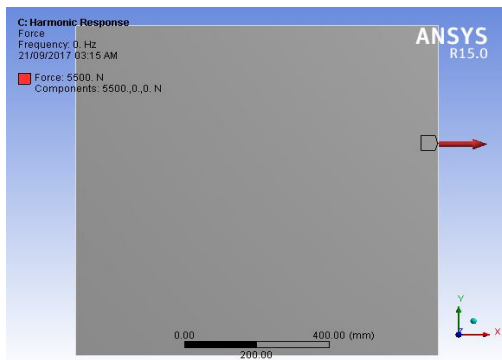 C: Harmonic Response
Force
Frequency: 0. Hz
21/09/2017 03:15 AM
Force: 5500. N
Components: 5500.,0.,0. N
ANSYS
R15.0
0.00
400.00 (mm)
200.00
Y
Z
X